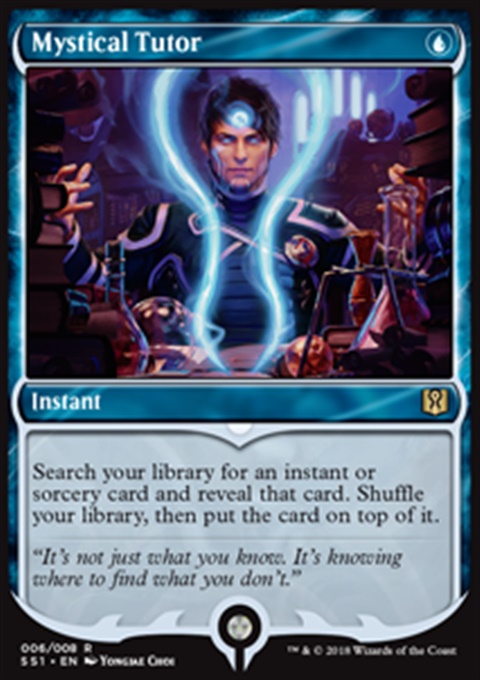 Mystical Tutor
Instant
Search your library for an instant or
sorcery card and reveal that card. Shuffle
your library, then put the card on top of it.
“It’s not just what you know. It’s knowing
where to find what you don’t.”
006/008 R
SS1 • EN Yongjae Choi
™ & © 2018 Wizards of the Coast